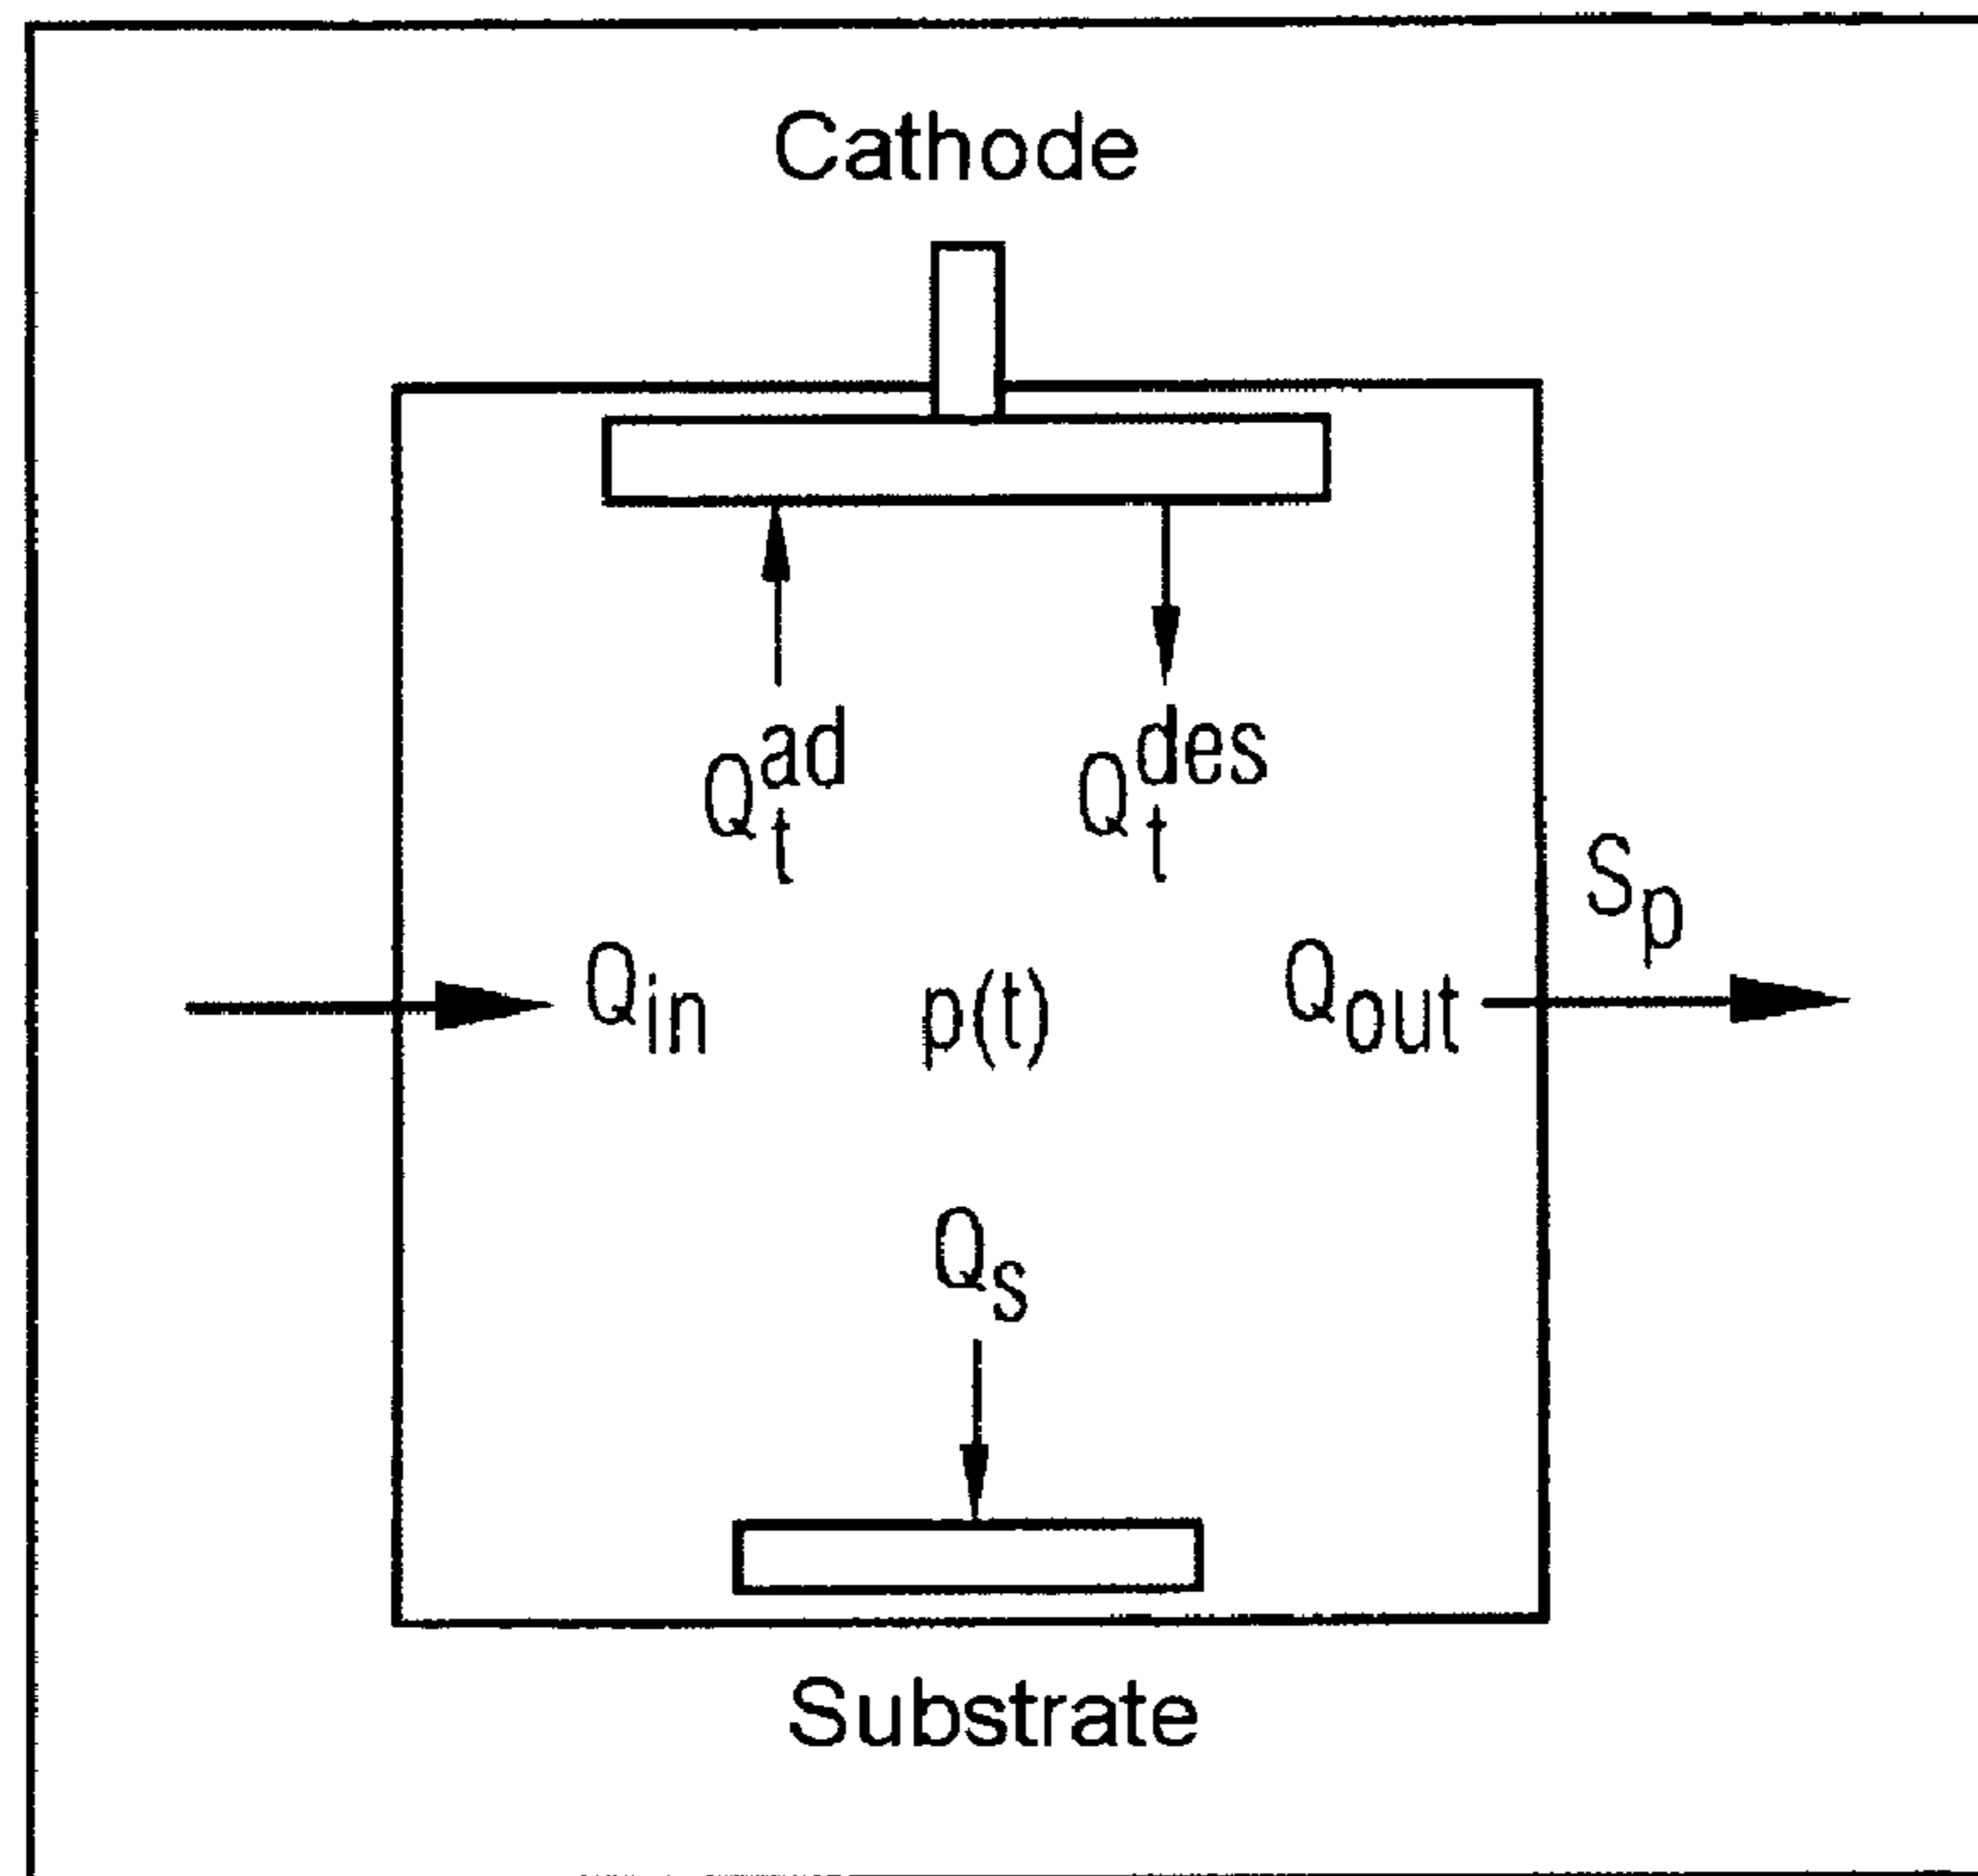 Cathode
Q_t^ad Q_t^des
S_p
Q_in p(t) Q_out
Q_s
Substrate